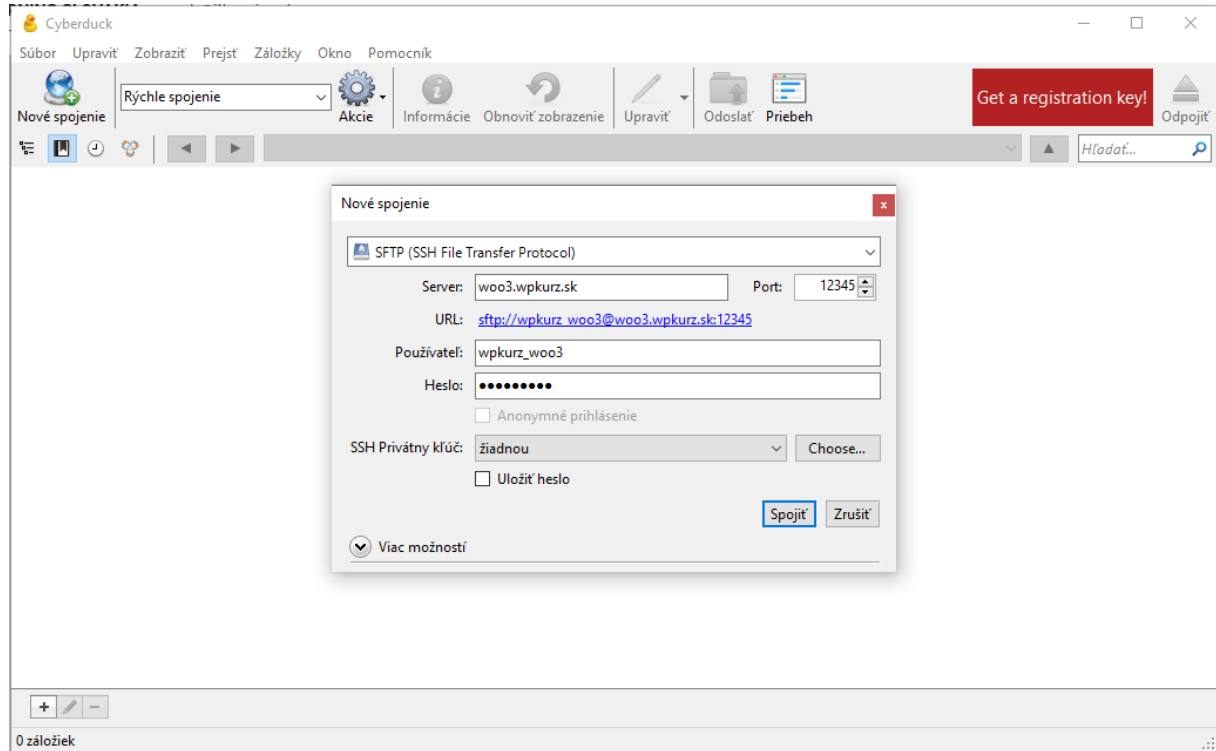 Cyberduck
Súbor Upraviť Zobraziť Prejsť Záložky Okno Pomocník
Nové spojenie
Rýchle spojenie
Akcie
Informácie
Obnoviť zobrazenie
Upraviť
Odoslať
Priebeh
Get a registration key!
Odpojiť
Hľadať...
Nové spojenie
x
SFTP (SSH File Transfer Protocol)
Server: woo3.wpkurz.sk Port: 12345
URL: sftp://wpkurz_woo3@woo3.wpkurz.sk:12345
Používateľ: wpkurz_woo3
Heslo: ●●●●●●●●●
Anonymné prihlásenie
SSH Privátny kľúč: žiadnou Choose...
Uložiť heslo
Spojiť Zrušiť
Viac možností
0 záložiek